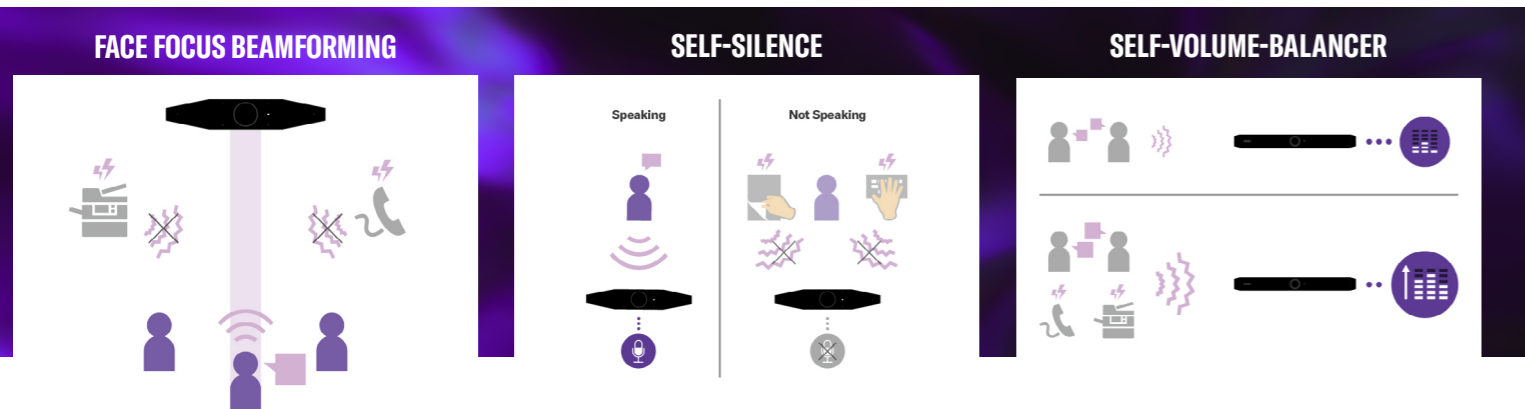 FACE FOCUS BEAMFORMING
SELF-SILENCE
SELF-VOLUME-BALANCER
Speaking
Not Speaking